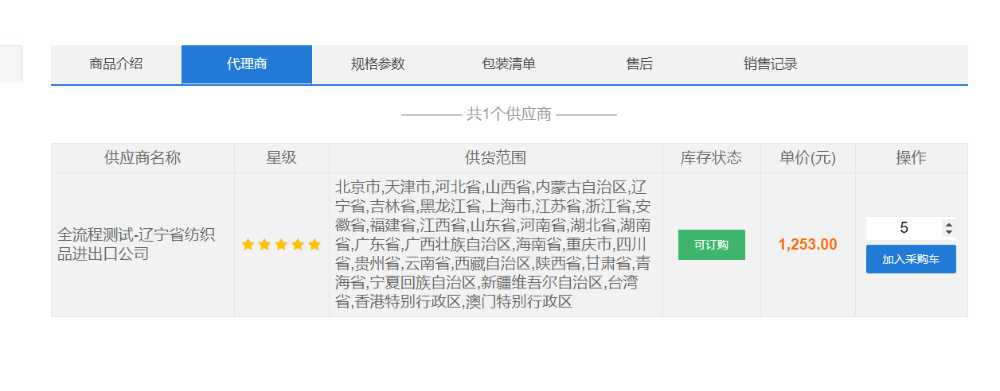 商品介绍 代理商 规格参数 包装清单 售后 销售记录
———— 共1个供应商 ————
供应商名称 星级 供货范围 库存状态 单价(元) 操作
全流程测试-辽宁省纺织
品进出口公司
北京市,天津市,河北省,山西省,内蒙古自治区,辽
宁省,吉林省,黑龙江省,上海市,江苏省,浙江省,安
徽省,福建省,江西省,山东省,河南省,湖北省,湖南
省,广东省,广西壮族自治区,海南省,重庆市,四川
省,贵州省,云南省,西藏自治区,陕西省,甘肃省,青
海省,宁夏回族自治区,新疆维吾尔自治区,台湾
省,香港特别行政区,澳门特别行政区
可订购
1,253.00
5
加入采购车